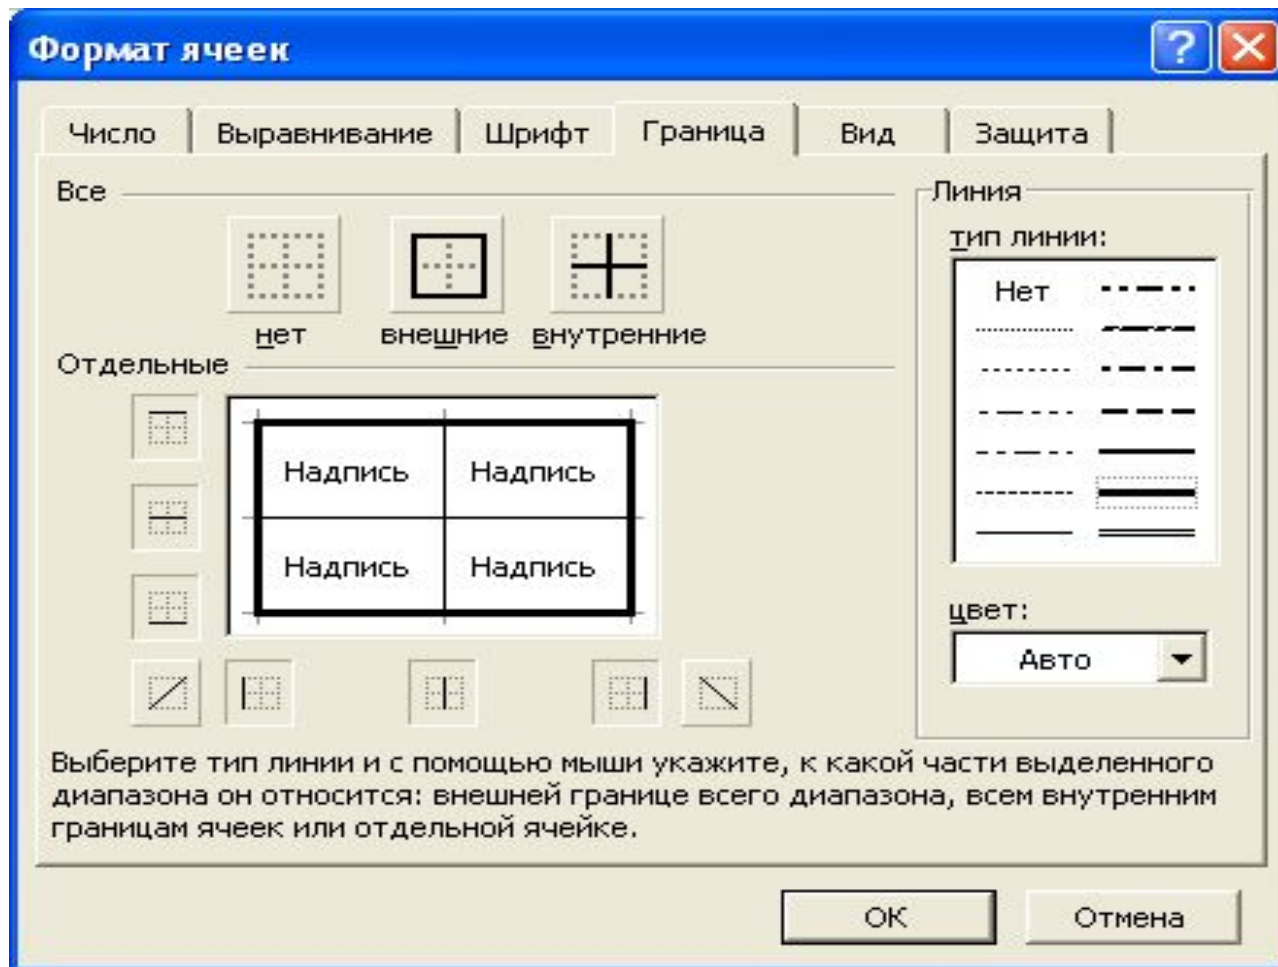 Формат ячеек
Число Выравнивание Шрифт Граница Вид Защита
Все
нет внешние внутренние
Отдельные
Надпись Надпись
Надпись Надпись
Линия
тип линии:
Нет
цвет:
Авто
Выберите тип линии и с помощью мыши укажите, к какой части выделенного
диапазона он относится: внешней границе всего диапазона, всем внутренним
границам ячеек или отдельной ячейке.
ОК Отмена